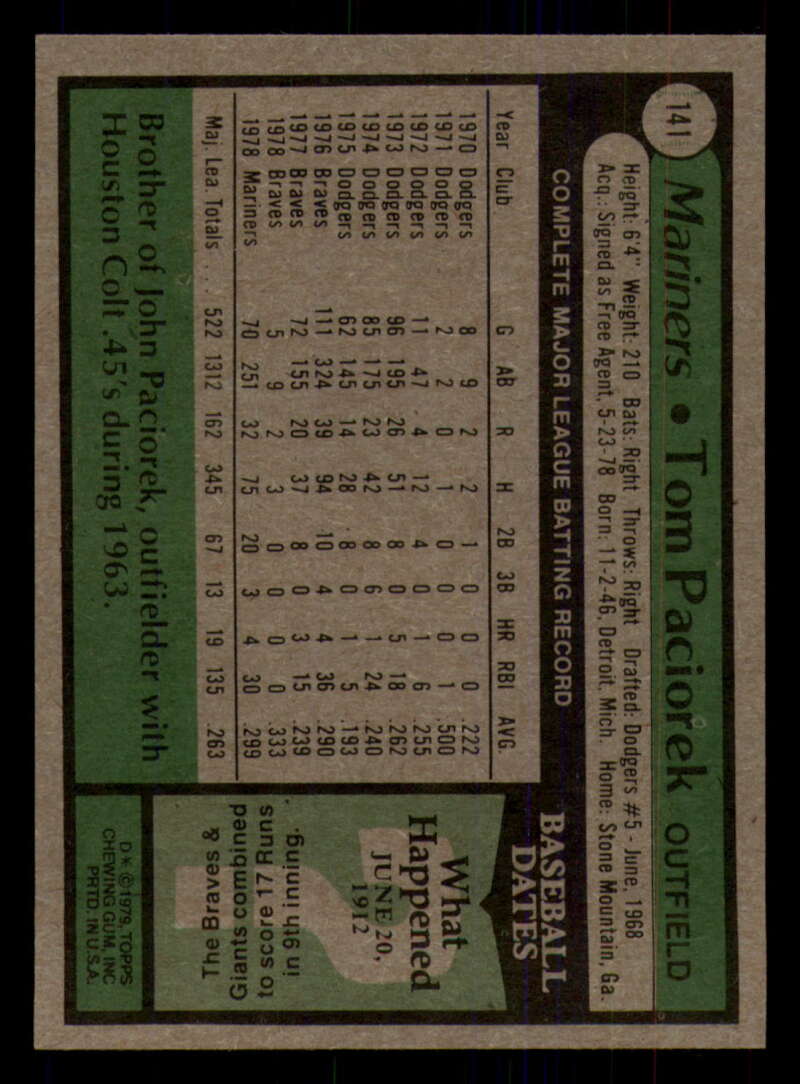 141
Mariners • Tom Paciorek OUTFIELD
Height: 6'4" Weight: 210 Bats: Right Throws: Right Drafted: Dodgers #5 - June, 1968
Acq.: Signed as Free Agent, 5-23-78 Born: 11-2-46, Detroit, Mich. Home: Stone Mountain, Ga.
COMPLETE MAJOR LEAGUE BATTING RECORD
Year Club G AB R H 2B 3B HR RBI AVG.
1970 Dodgers 8 9 2 2 1 0 0 0 .222
1971 Dodgers 2 2 0 1 0 0 0 1 .500
1972 Dodgers 11 47 4 12 4 0 1 6 .255
1973 Dodgers 96 195 26 51 8 0 5 18 .262
1974 Dodgers 85 175 23 42 8 6 1 24 .240
1975 Dodgers 62 145 14 28 8 0 1 5 .193
1976 Braves 111 324 39 94 10 4 4 36 .290
1977 Braves 72 155 20 37 8 0 3 15 .239
1978 Braves 5 9 2 3 0 0 0 0 .333
1978 Mariners 70 251 32 75 20 3 4 30 .299
Maj. Lea. Totals . . . 522 1312 162 345 67 13 19 135 .263
Brother of John Paciorek, outfielder with
Houston Colt .45's during 1963.
BASEBALL
DATES
What
Happened
JUNE 20,
1912
The Braves &
Giants combined
to score 17 Runs
in 9th inning.
D* © 1979, TOPPS
CHEWING GUM, INC
PRTD. IN U.S.A.